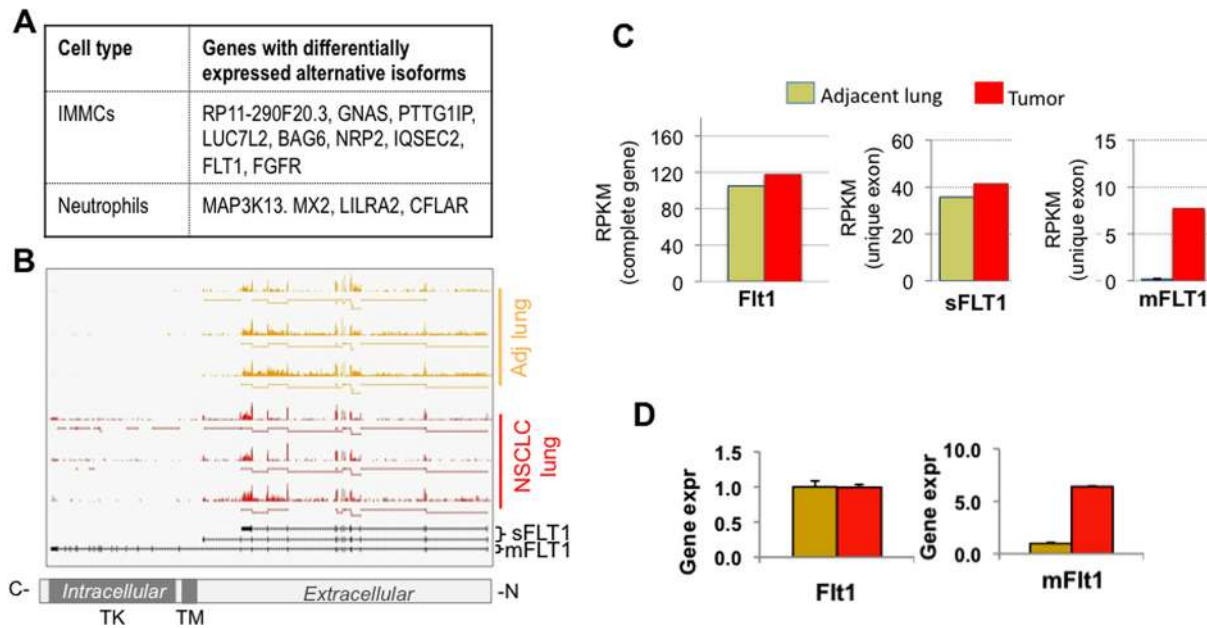 A
Cell type
Genes with differentially
expressed alternative isoforms
IMMCs
RP11-290F20.3, GNAS, PTTG1IP,
LUC7L2, BAG6, NRP2, IQSEC2,
FLT1, FGFR
Neutrophils
MAP3K13. MX2, LILRA2, CFLAR
B
Adj lung
NSCLC
lung
sFLT1
mFLT1
C-
Intracellular
Extracellular
-N
TK
TM
C
Adjacent lung
Tumor
RPKM
(complete gene)
160
120
80
40
0
Flt1
RPKM
(unique exon)
60
40
20
0
sFLT1
RPKM
(unique exon)
15
10
5
0
mFLT1
D
Gene expr
1.5
1.0
0.5
0.0
Flt1
Gene expr
10.0
5.0
0.0
mFlt1